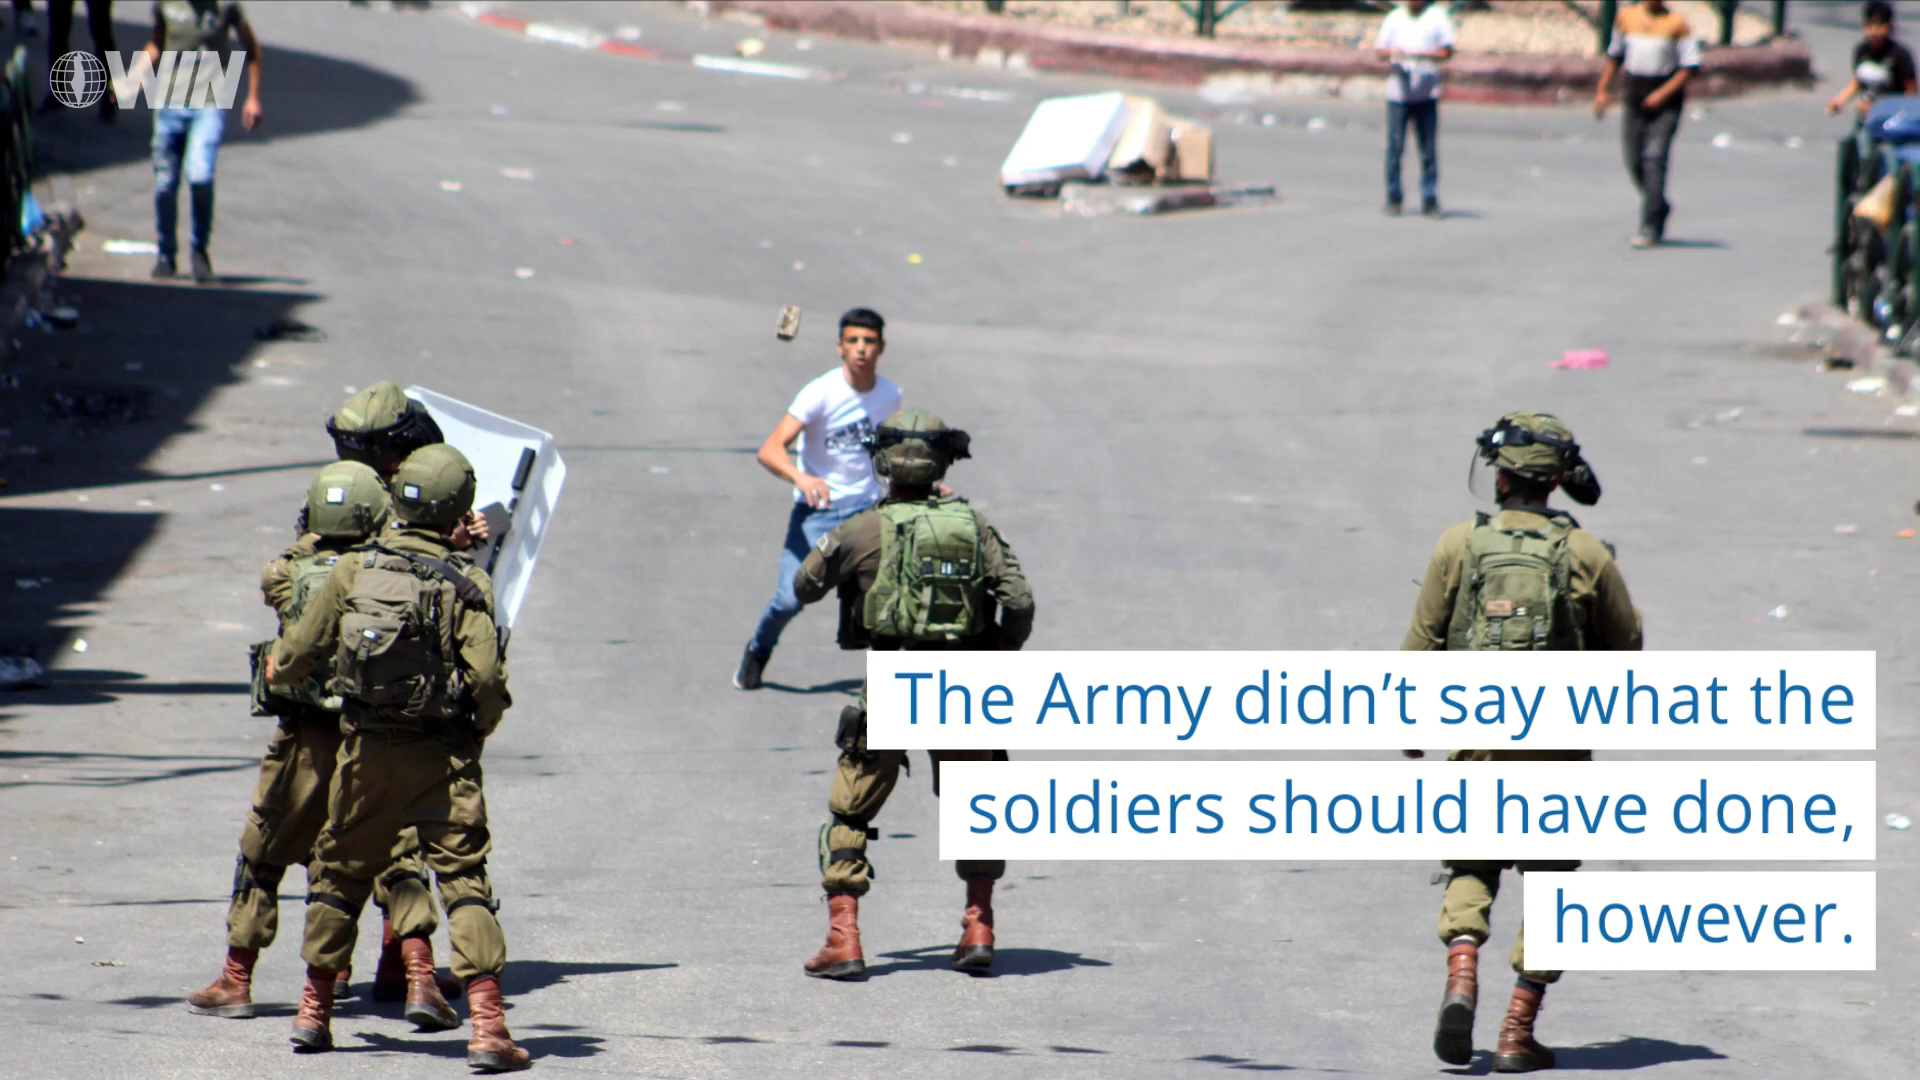 WIN
The Army didn’t say what the
soldiers should have done,
however.